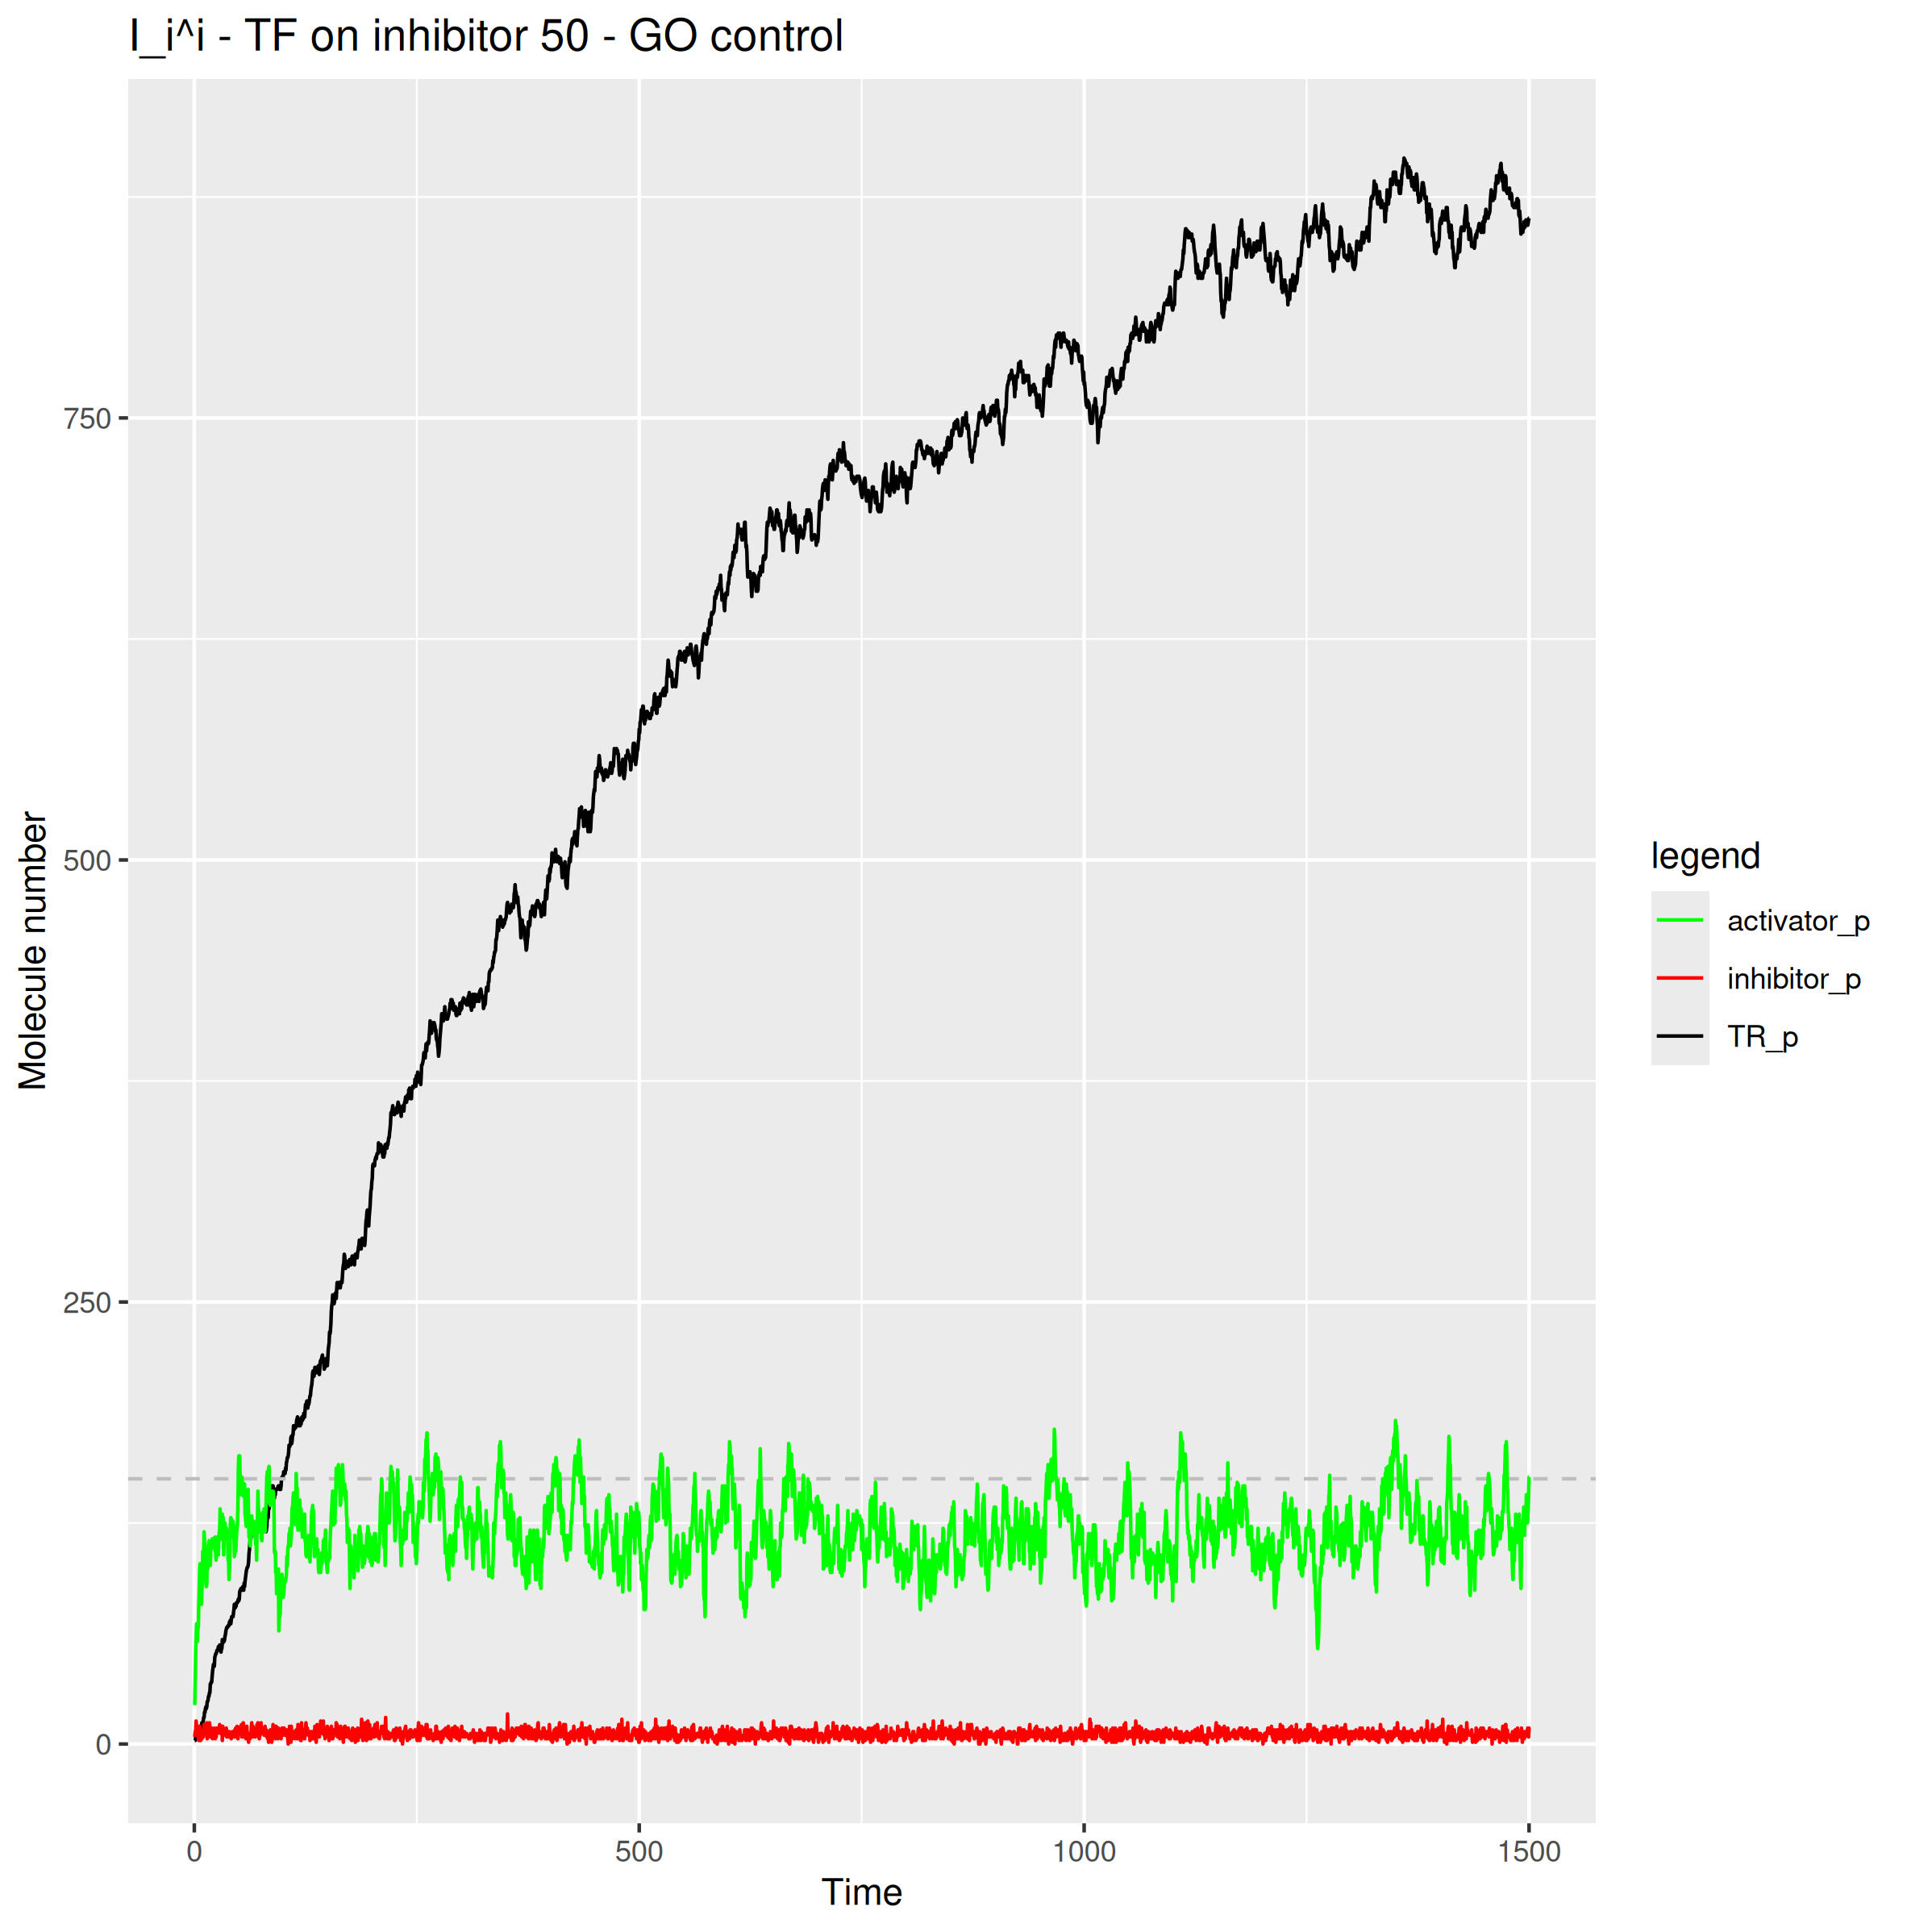 I_i^i - TF on inhibitor 50 - GO control
Molecule number
750
500
250
0
0
500
1000
1500
Time
legend
activator_p
inhibitor_p
TR_p